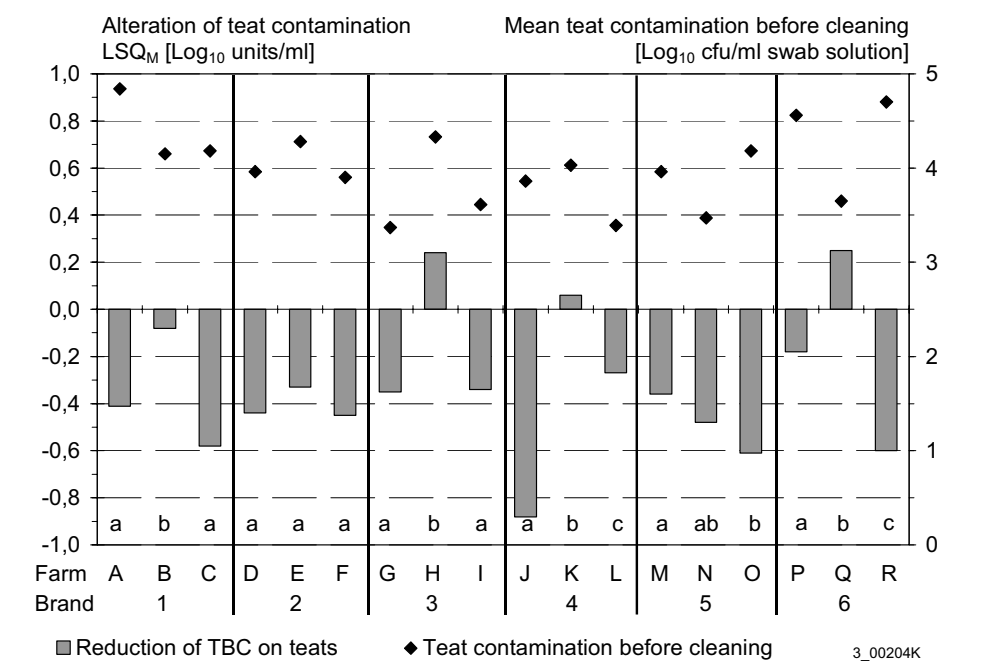 Alteration of teat contamination Mean teat contamination before cleaning
LSQM [Log10 units/ml] [Log10 cfu/ml swab solution]
1,0 5
0,8
0,6 4
0,4
0,2 3
0,0
-0,2 2
-0,4
-0,6 1
-0,8
a b a a a a a b a a b c a ab b a b c
-1,0 0
Farm A B C D E F G H I J K L M N O P Q R
Brand 1 2 3 4 5 6
Reduction of TBC on teats Teat contamination before cleaning
3_00204K